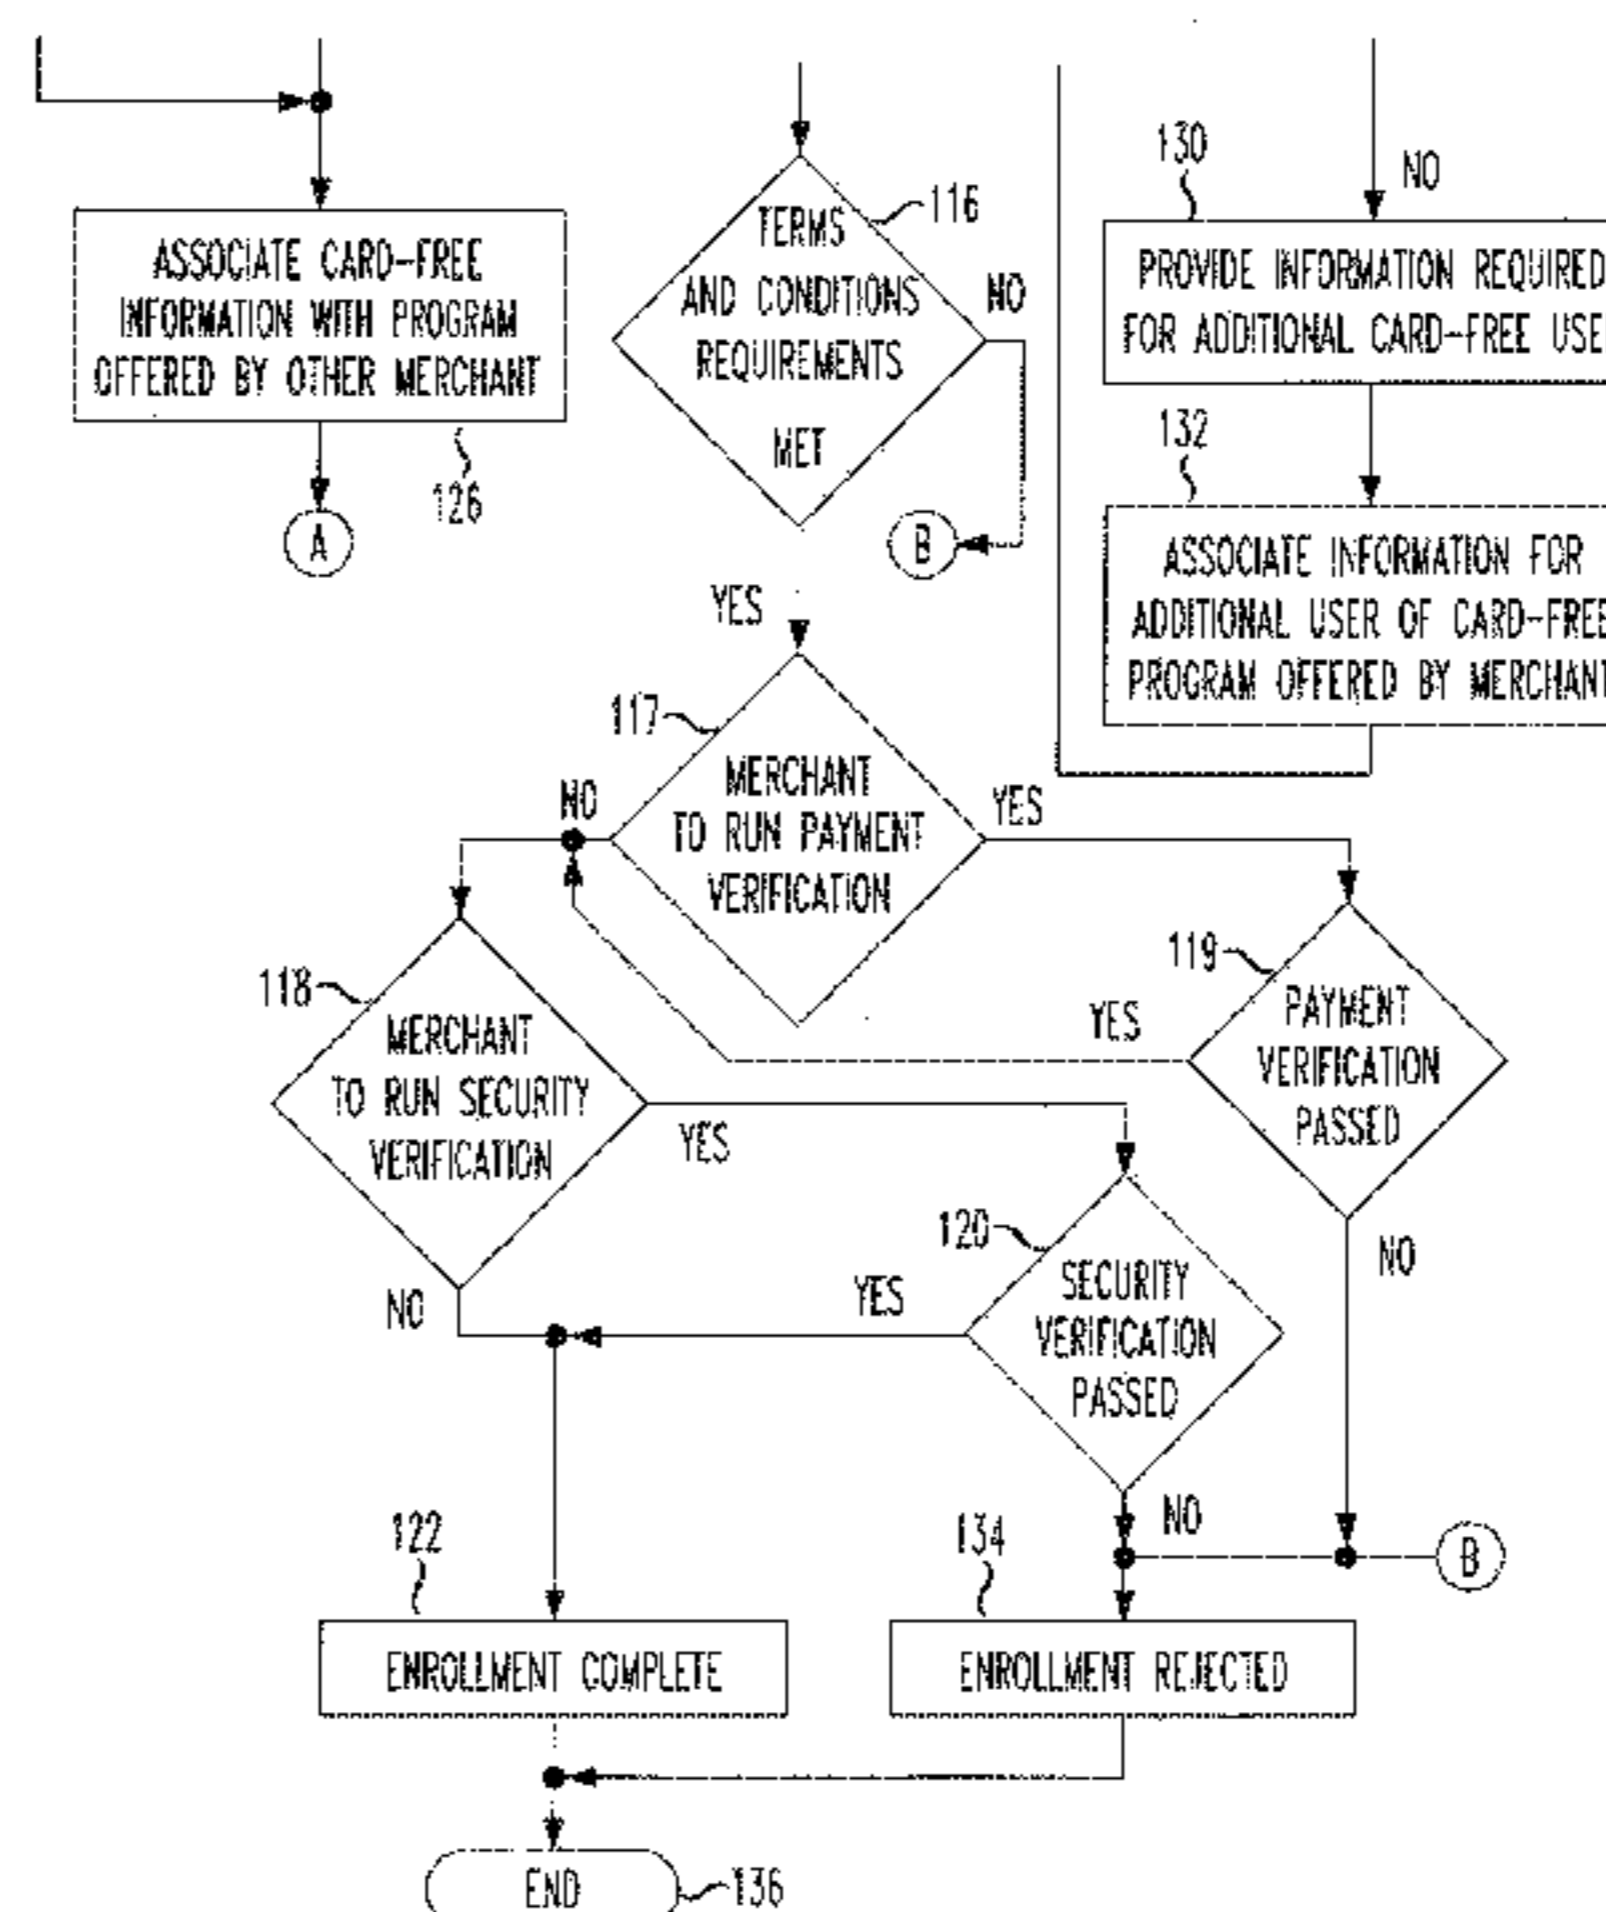 ASSOCIATE CARD-FREE
INFORMATION WITH PROGRAM
OFFERED BY OTHER MERCHANT
126
A
TERMS
AND CONDITIONS
REQUIREMENTS
MET
116
NO
B
YES
130
NO
PROVIDE INFORMATION REQUIRED
FOR ADDITIONAL CARD-FREE USE
132
ASSOCIATE INFORMATION FOR
ADDITIONAL USER OF CARD-FREE
PROGRAM OFFERED BY MERCHANT
117
MERCHANT
TO RUN PAYMENT
VERIFICATION
NO
YES
118
MERCHANT
TO RUN SECURITY
VERIFICATION
YES
NO
119
PAYMENT
VERIFICATION
PASSED
YES
NO
120
SECURITY
VERIFICATION
PASSED
YES
NO
B
122
ENROLLMENT COMPLETE
134
ENROLLMENT REJECTED
END
136